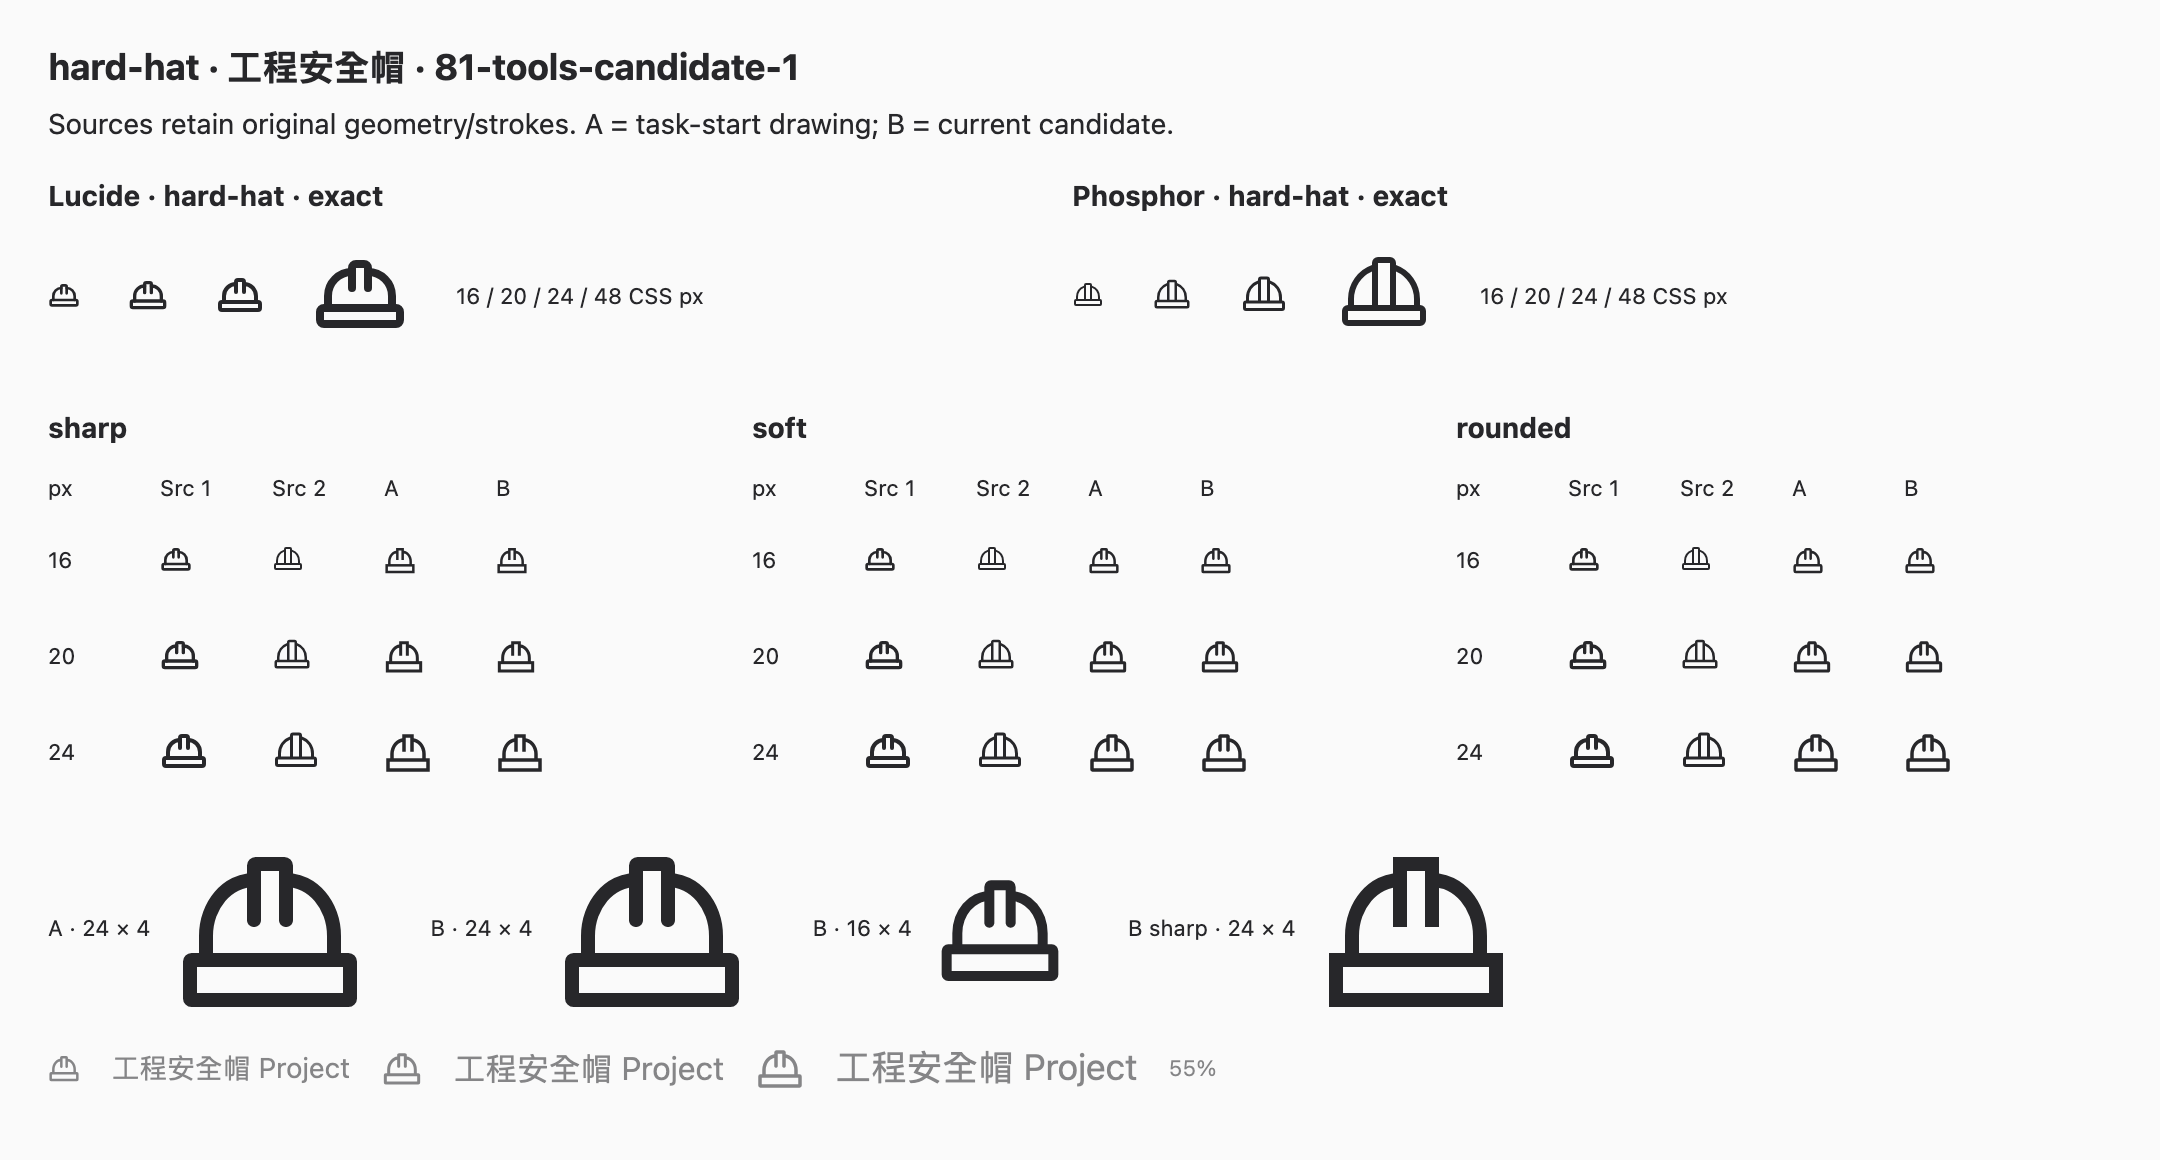 hard-hat · 工程安全帽 · 81-tools-candidate-1
Sources retain original geometry/strokes. A = task-start drawing; B = current candidate.
Lucide · hard-hat · exact
16 / 20 / 24 / 48 CSS px
Phosphor · hard-hat · exact
16 / 20 / 24 / 48 CSS px
sharp
px Src 1 Src 2 A B
16
20
24
soft
px Src 1 Src 2 A B
16
20
24
rounded
px Src 1 Src 2 A B
16
20
24
A · 24 × 4
B · 24 × 4
B · 16 × 4
B sharp · 24 × 4
工程安全帽 Project
工程安全帽 Project
工程安全帽 Project
55%